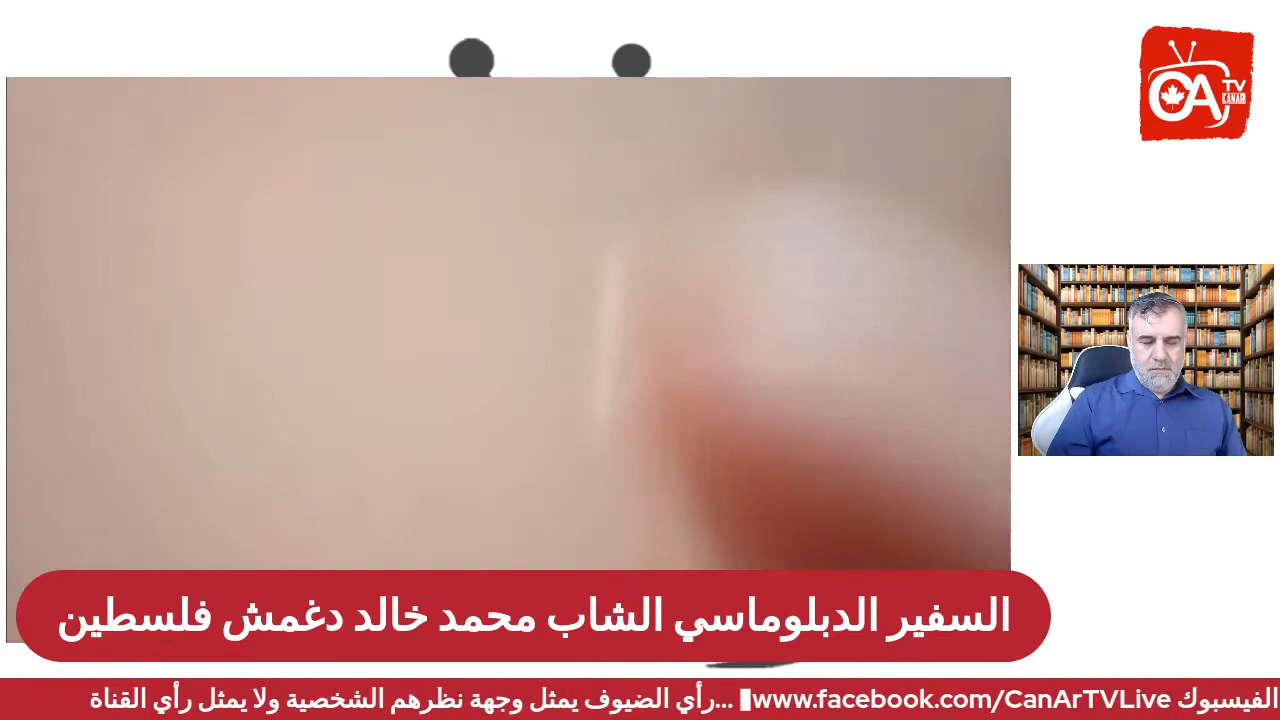 CA TV
CANAR
السفير الدبلوماسي الشاب محمد خالد دغمش فلسطين
الفيسبوك www.facebook.com/CanArTVLive ...رأي الضيوف يمثل وجهة نظرهم الشخصية ولا يمثل رأي القناة